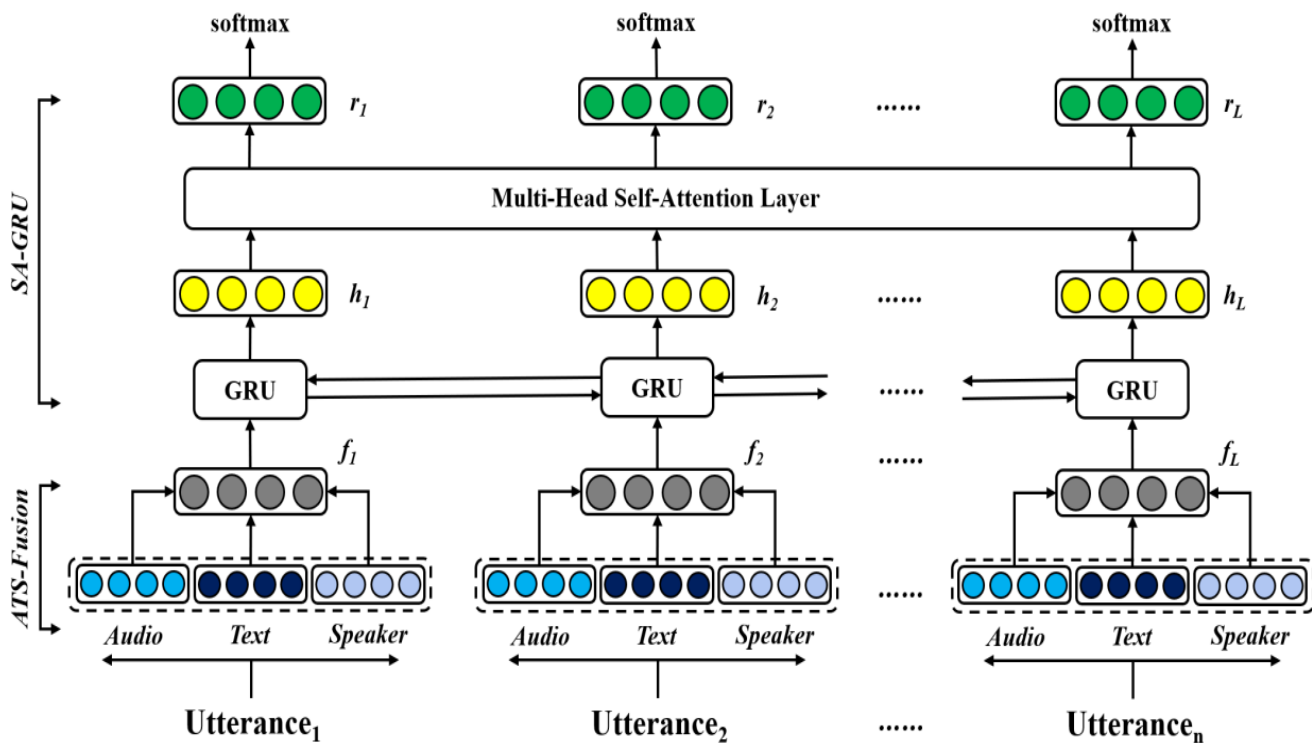 softmax softmax softmax
r1 r2 ...... rL
Multi-Head Self-Attention Layer
SA-GRU
h1 h2 ...... hL
GRU GRU ...... GRU
f1 f2 ...... fL
ATS-Fusion
......
Audio Text Speaker Audio Text Speaker Audio Text Speaker
Utterance1 Utterance2 ...... Utterancen